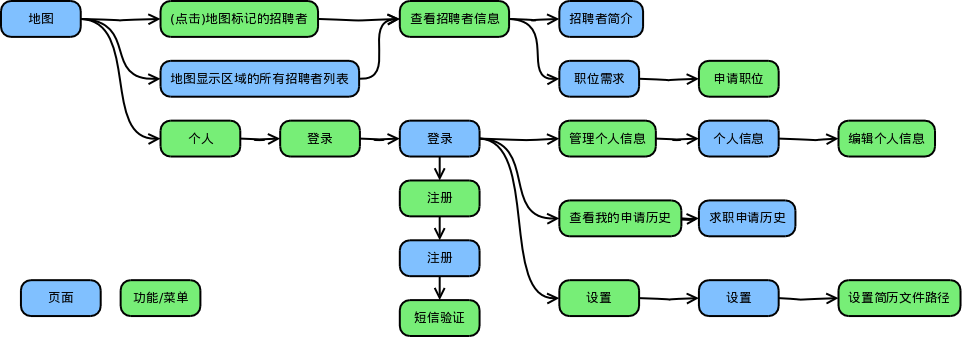 地图
(点击)地图标记的招聘者
查看招聘者信息
招聘者简介
地图显示区域的所有招聘者列表
职位需求
申请职位
个人
登录
登录
管理个人信息
个人信息
编辑个人信息
注册
查看我的申请历史
求职申请历史
注册
页面
功能/菜单
设置
设置
设置简历文件路径
短信验证